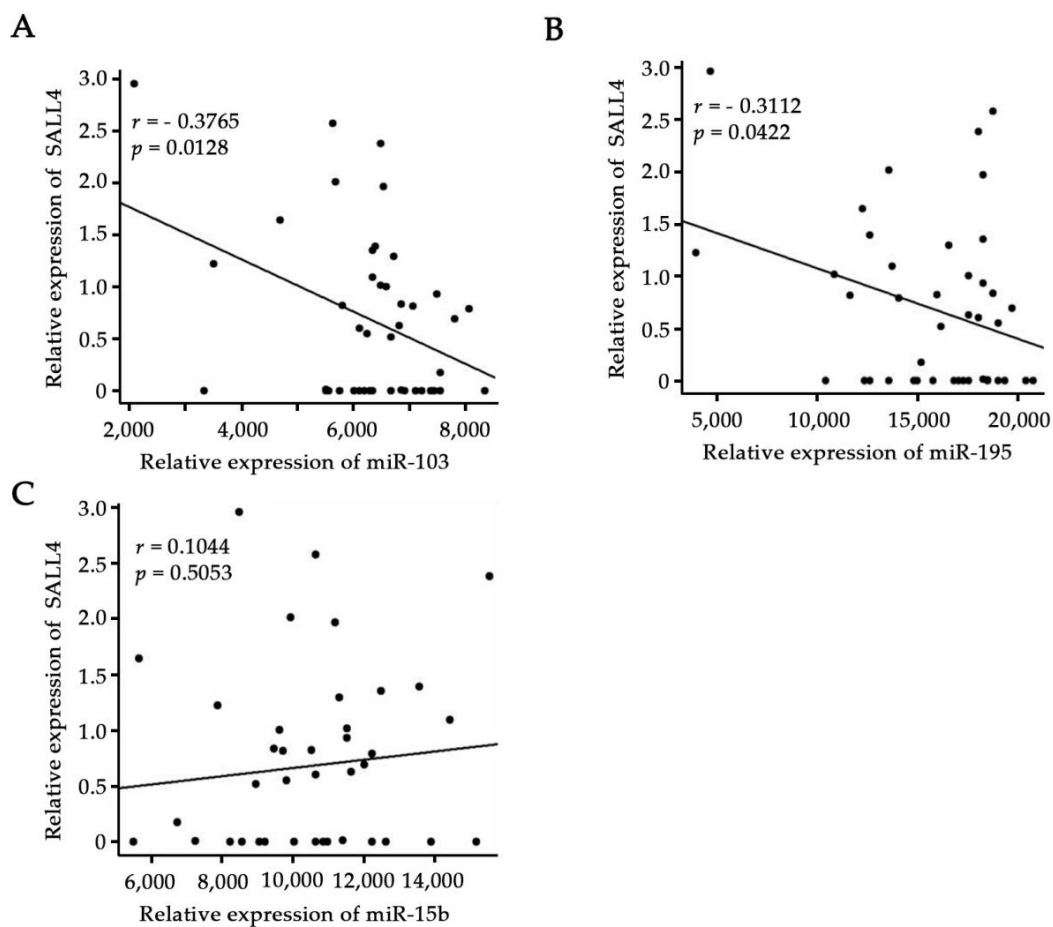 A
Relative expression of SALL4
3.0
2.5
2.0
1.5
1.0
0.5
0
r = - 0.3765
p = 0.0128
2,000 4,000 6,000 8,000
Relative expression of miR-103
B
Relative expression of SALL4
3.0
2.5
2.0
1.5
1.0
0.5
0
r = - 0.3112
p = 0.0422
5,000 10,000 15,000 20,000
Relative expression of miR-195
C
Relative expression of SALL4
3.0
2.5
2.0
1.5
1.0
0.5
0
r = 0.1044
p = 0.5053
6,000 8,000 10,000 12,000 14,000
Relative expression of miR-15b